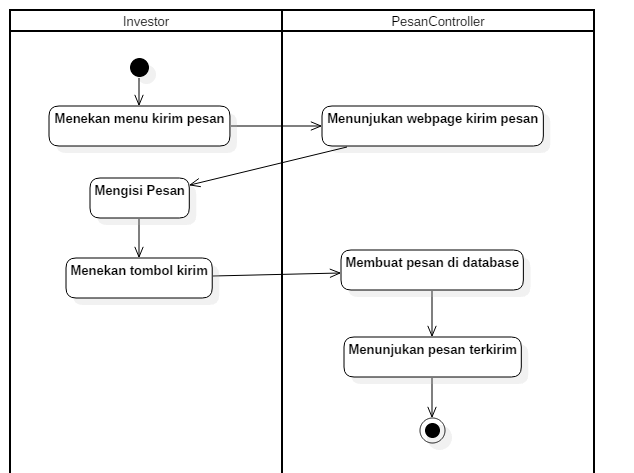 Investor
PesanController
Menekan menu kirim pesan
Menunjukan webpage kirim pesan
Mengisi Pesan
Menekan tombol kirim
Membuat pesan di database
Menunjukan pesan terkirim